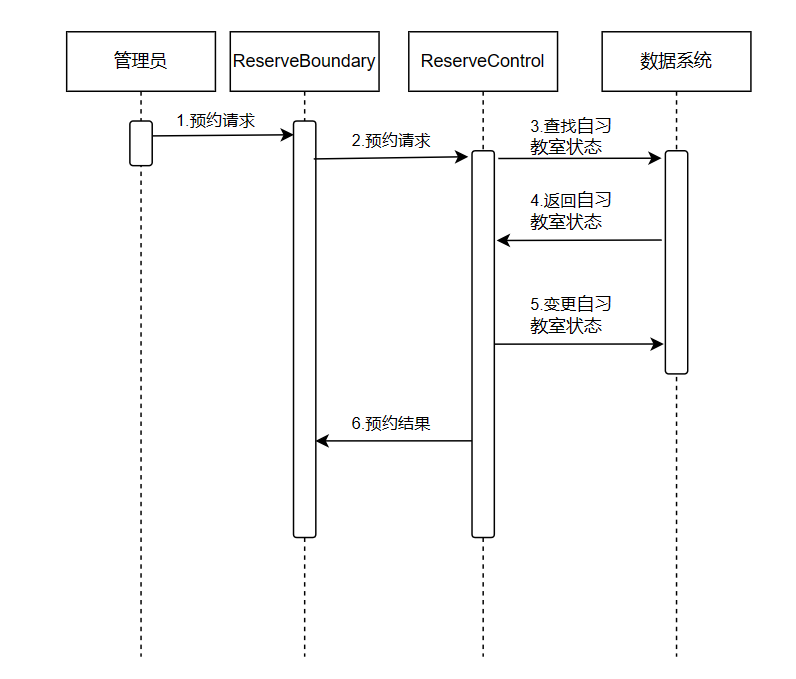 管理员
ReserveBoundary
ReserveControl
数据系统
1.预约请求
2.预约请求
3.查找自习
教室状态
4.返回自习
教室状态
5.变更自习
教室状态
6.预约结果